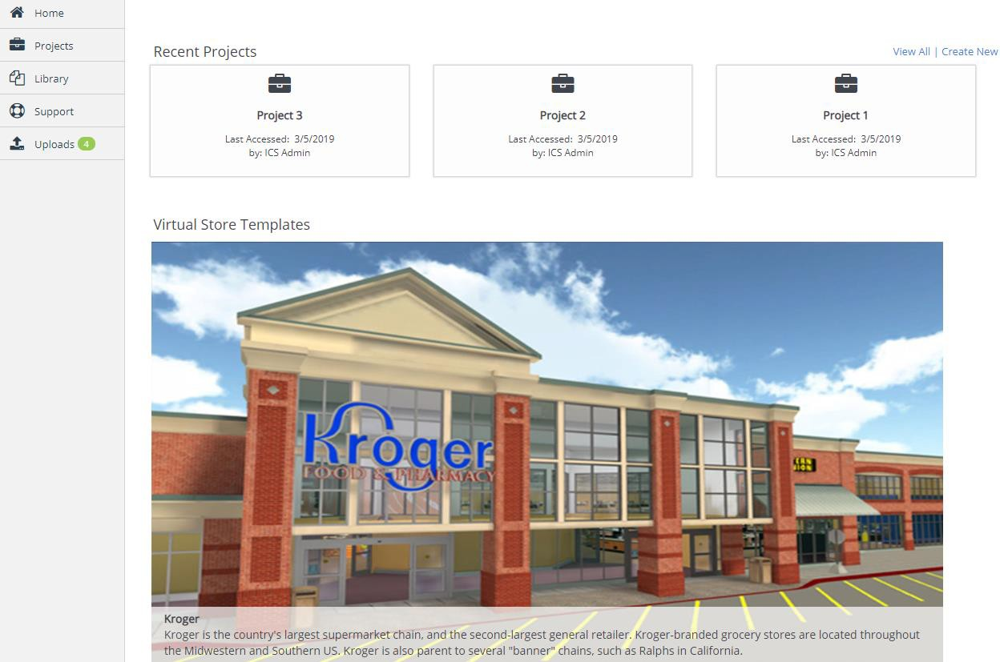 Home
Projects
Library
Support
Uploads 4
Recent Projects
View All | Create New
Project 3
Last Accessed: 3/5/2019
by: ICS Admin
Project 2
Last Accessed: 3/5/2019
by: ICS Admin
Project 1
Last Accessed: 3/5/2019
by: ICS Admin
Virtual Store Templates
Kroger
FOOD & PHARMACY
Kroger
Kroger is the country's largest supermarket chain, and the second-largest general retailer. Kroger-branded grocery stores are located throughout
the Midwestern and Southern US. Kroger is also parent to several "banner" chains, such as Ralphs in California.